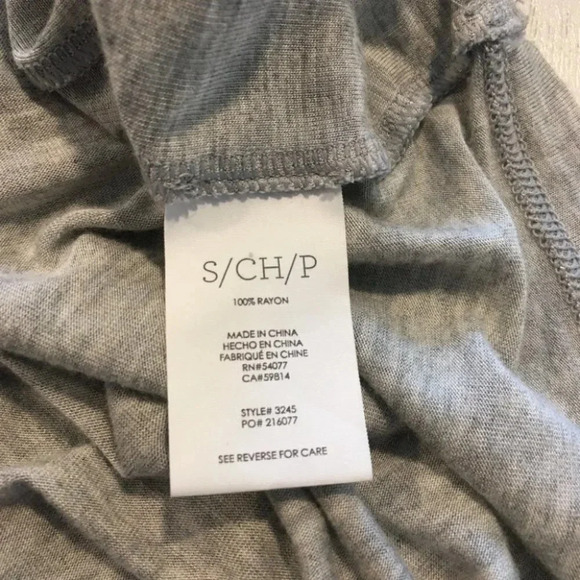 S/CH/P
100% RAYON
MADE IN CHINA
HECHO EN CHINA
FABRIQUÉ EN CHINE
RN#54077
CA#59814
STYLE# 3245
PO# 216077
SEE REVERSE FOR CARE